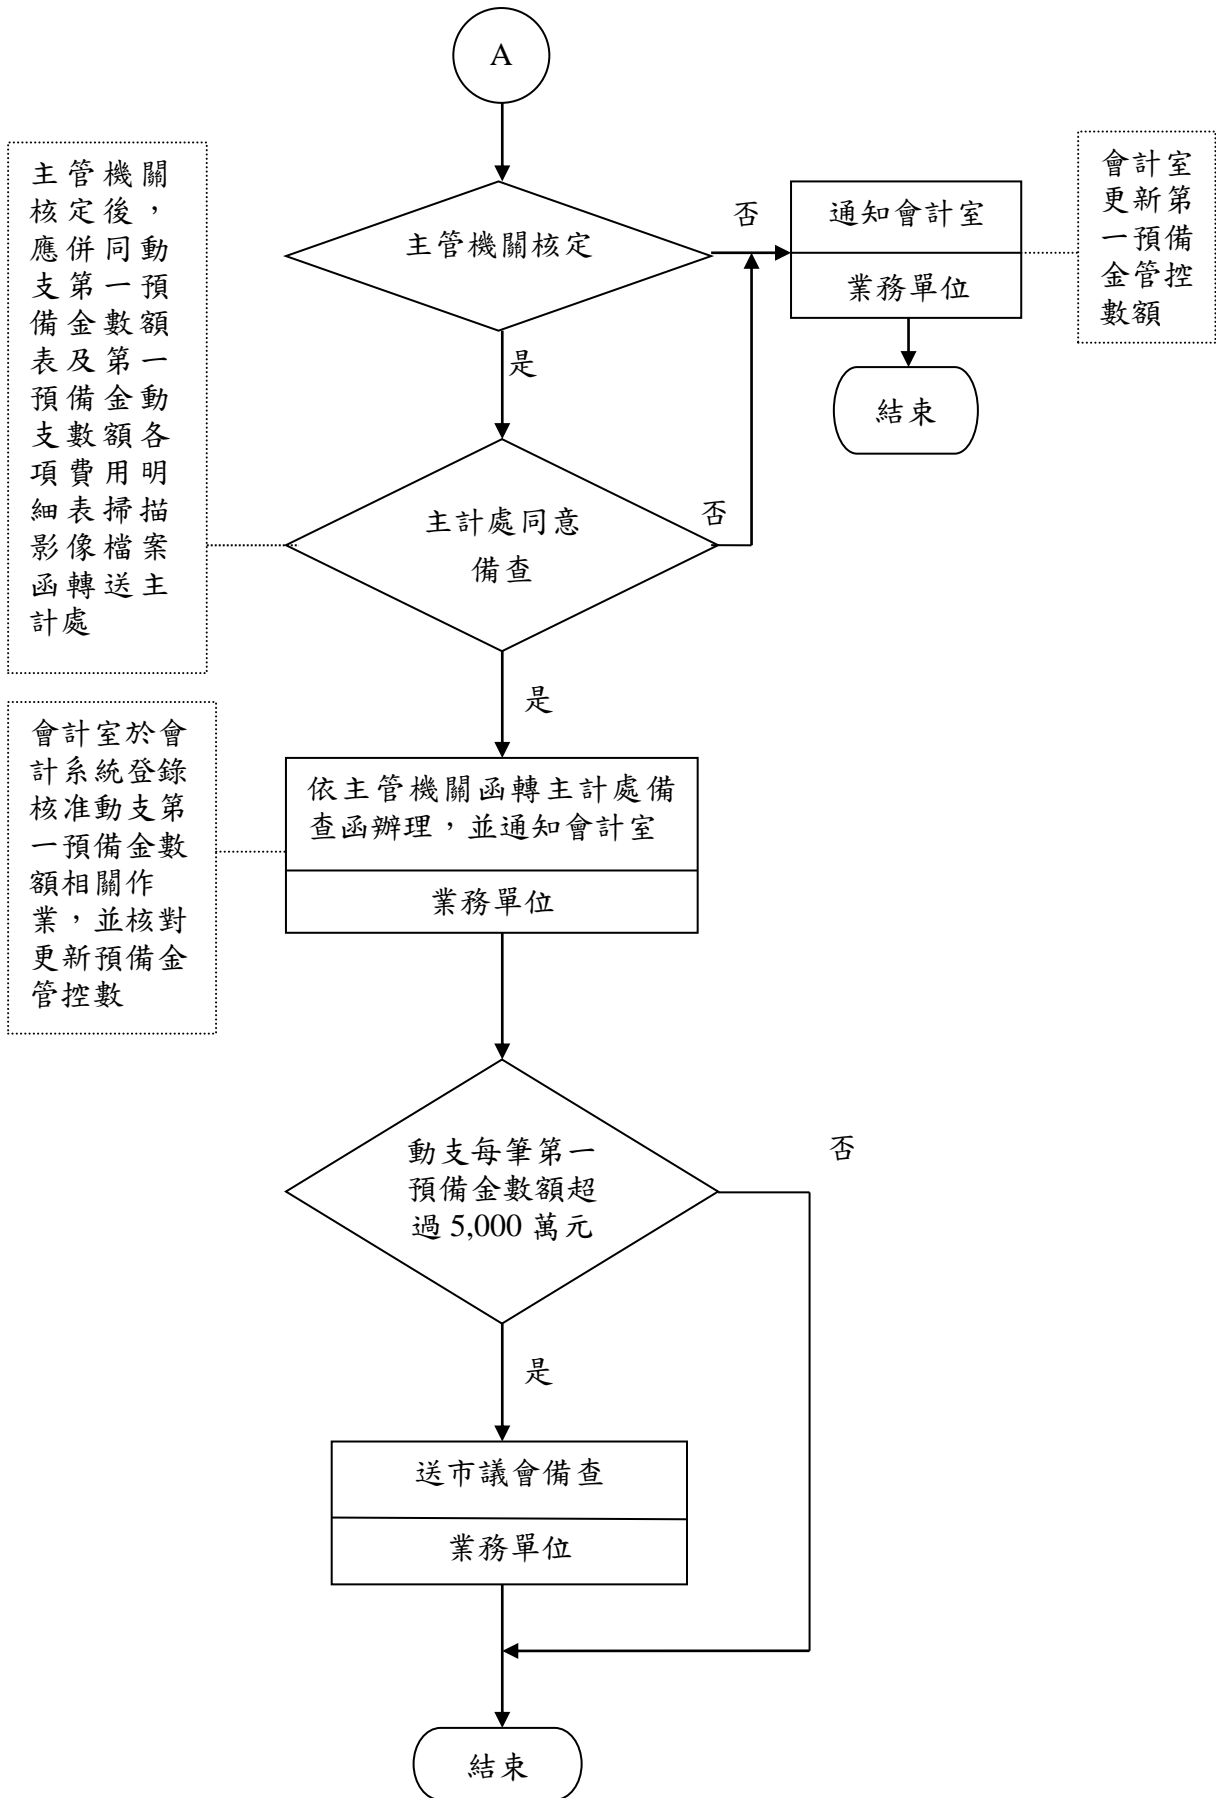 A
主管機關
核定後，
應併同動
支第一預
備金數額
表及第一
預備金動
支數額各
項費用明
細表掃描
影像檔案
函轉送主
計處
主管機關核定
否
通知會計室
業務單位
會計室
更新第
一預備
金管控
數額
是
結束
主計處同意
備查
否
是
會計室於會
計系統登錄
核准動支第
一預備金數
額相關作
業，並核對
更新預備金
管控數
依主管機關函轉主計處備
查函辦理，並通知會計室
業務單位
動支每筆第一
預備金數額超
過 5,000 萬元
否
是
送市議會備查
業務單位
結束